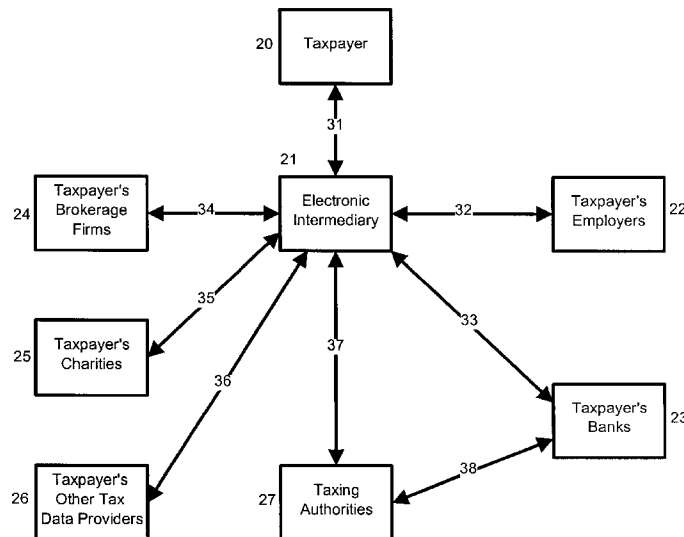 20
Taxpayer
31
21
Electronic
Intermediary
24
Taxpayer's
Brokerage
Firms
34
32
Taxpayer's
Employers
22
35
33
25
Taxpayer's
Charities
37
36
Taxpayer's
Banks
23
38
26
Taxpayer's
Other Tax
Data Providers
27
Taxing
Authorities